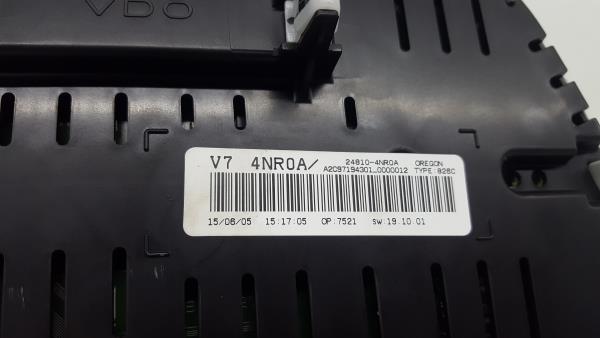 VDO
V7 4NR0A/
24810-4NR0A OREGON
A2C97194301_0000012 TYPE:826C
15/06/05 15:17:05 OP:7521 sw:19.10.01